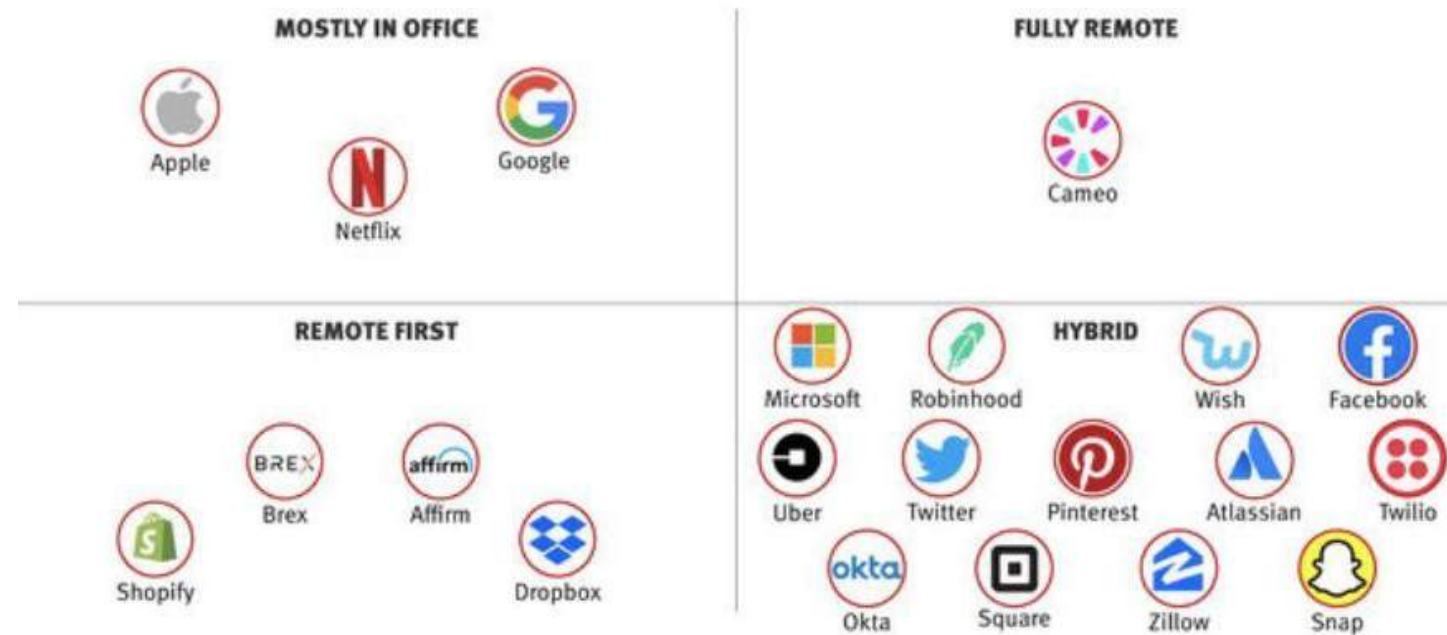 MOSTLY IN OFFICE
Apple
Netflix
Google
FULLY REMOTE
Cameo
REMOTE FIRST
BREX
Brex
affirm
Affirm
Shopify
Dropbox
HYBRID
Microsoft
Robinhood
Wish
Facebook
Uber
Twitter
Pinterest
Atlassian
Twilio
okta
Okta
Square
Zillow
Snap